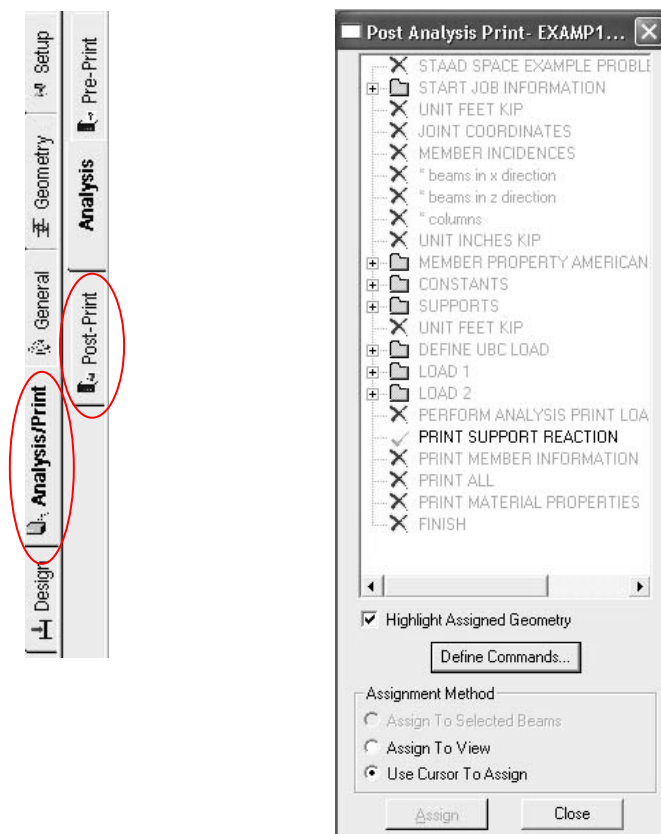 Setup
Geometry
General
Analysis/Print
Design
Pre-Print
Analysis
Post-Print
Post Analysis Print- EXAMP1...
STAAD SPACE EXAMPLE PROBLE
START JOB INFORMATION
UNIT FEET KIP
JOINT COORDINATES
MEMBER INCIDENCES
* beams in x direction
* beams in z direction
* columns
UNIT INCHES KIP
MEMBER PROPERTY AMERICAN
CONSTANTS
SUPPORTS
UNIT FEET KIP
DEFINE UBC LOAD
LOAD 1
LOAD 2
PERFORM ANALYSIS PRINT LOA
PRINT SUPPORT REACTION
PRINT MEMBER INFORMATION
PRINT ALL
PRINT MATERIAL PROPERTIES
FINISH
Highlight Assigned Geometry
Define Commands...
Assignment Method
Assign To Selected Beams
Assign To View
Use Cursor To Assign
Assign Close